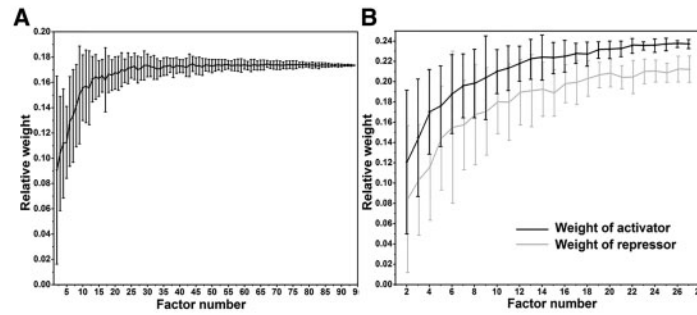 A
Relative weight
0.20
0.18
0.16
0.14
0.12
0.10
0.08
0.06
0.04
0.02
0.00
5 10 15 20 25 30 35 40 45 50 55 60 65 70 75 80 85 90 9
Factor number
B
Relative weight
0.24
0.22
0.20
0.18
0.16
0.14
0.12
0.10
0.08
0.06
0.04
0.02
0.00
2 4 6 8 10 12 14 16 18 20 22 24 26 2
Factor number
Weight of activator
Weight of repressor